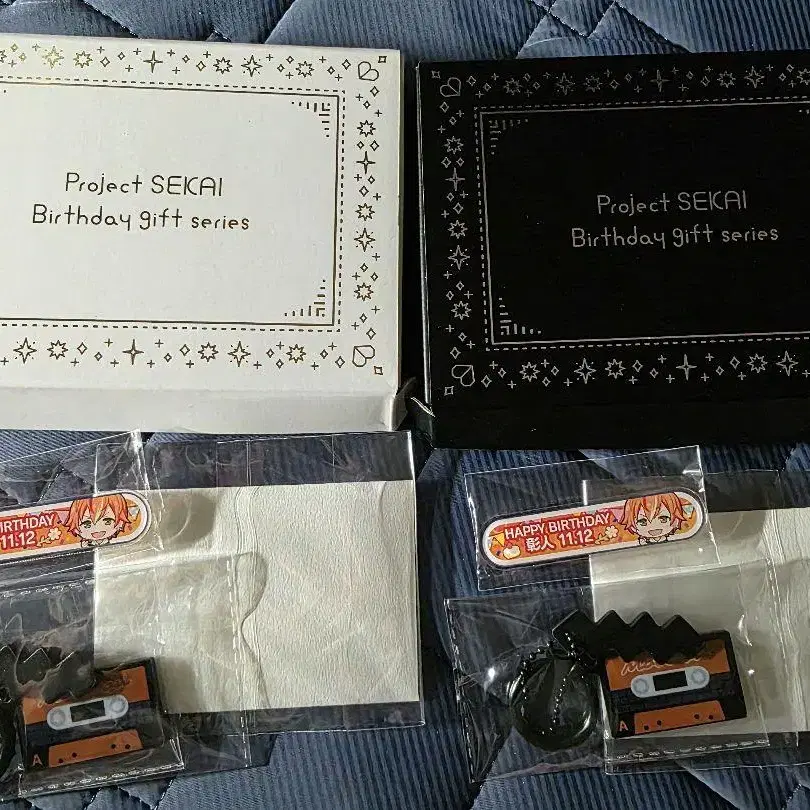 Project SEKAI
Birthday gift series
Project SEKAI
Birthday gift series
BIRTHDAY
11.12
HAPPY BIRTHDAY
彰人 11.12
A
A